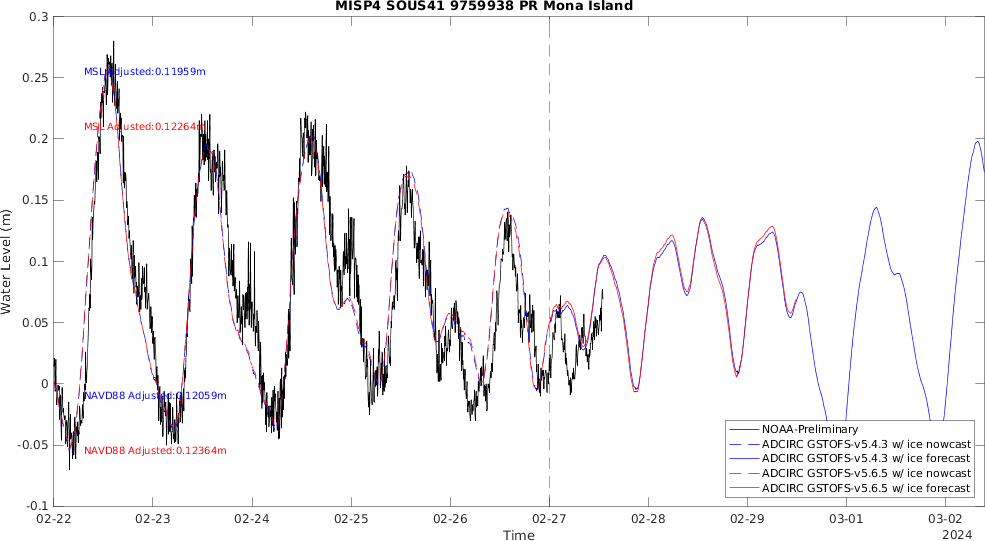 MISP4 SOUS41 9759938 PR Mona Island
0.3
0.25
0.2
0.15
0.1
0.05
0
-0.05
-0.1
Water Level (m)
MSL Adjusted:0.11959m
MSL Adjusted:0.12264m
NAVD88 Adjusted:0.12059m
NAVD88 Adjusted:0.12364m
NOAA-Preliminary
ADCIRC GSTOFS-v5.4.3 w/ ice nowcast
ADCIRC GSTOFS-v5.4.3 w/ ice forecast
ADCIRC GSTOFS-v5.6.5 w/ ice nowcast
ADCIRC GSTOFS-v5.6.5 w/ ice forecast
02-22 02-23 02-24 02-25 02-26 02-27 02-28 02-29 03-01 03-02
Time
2024